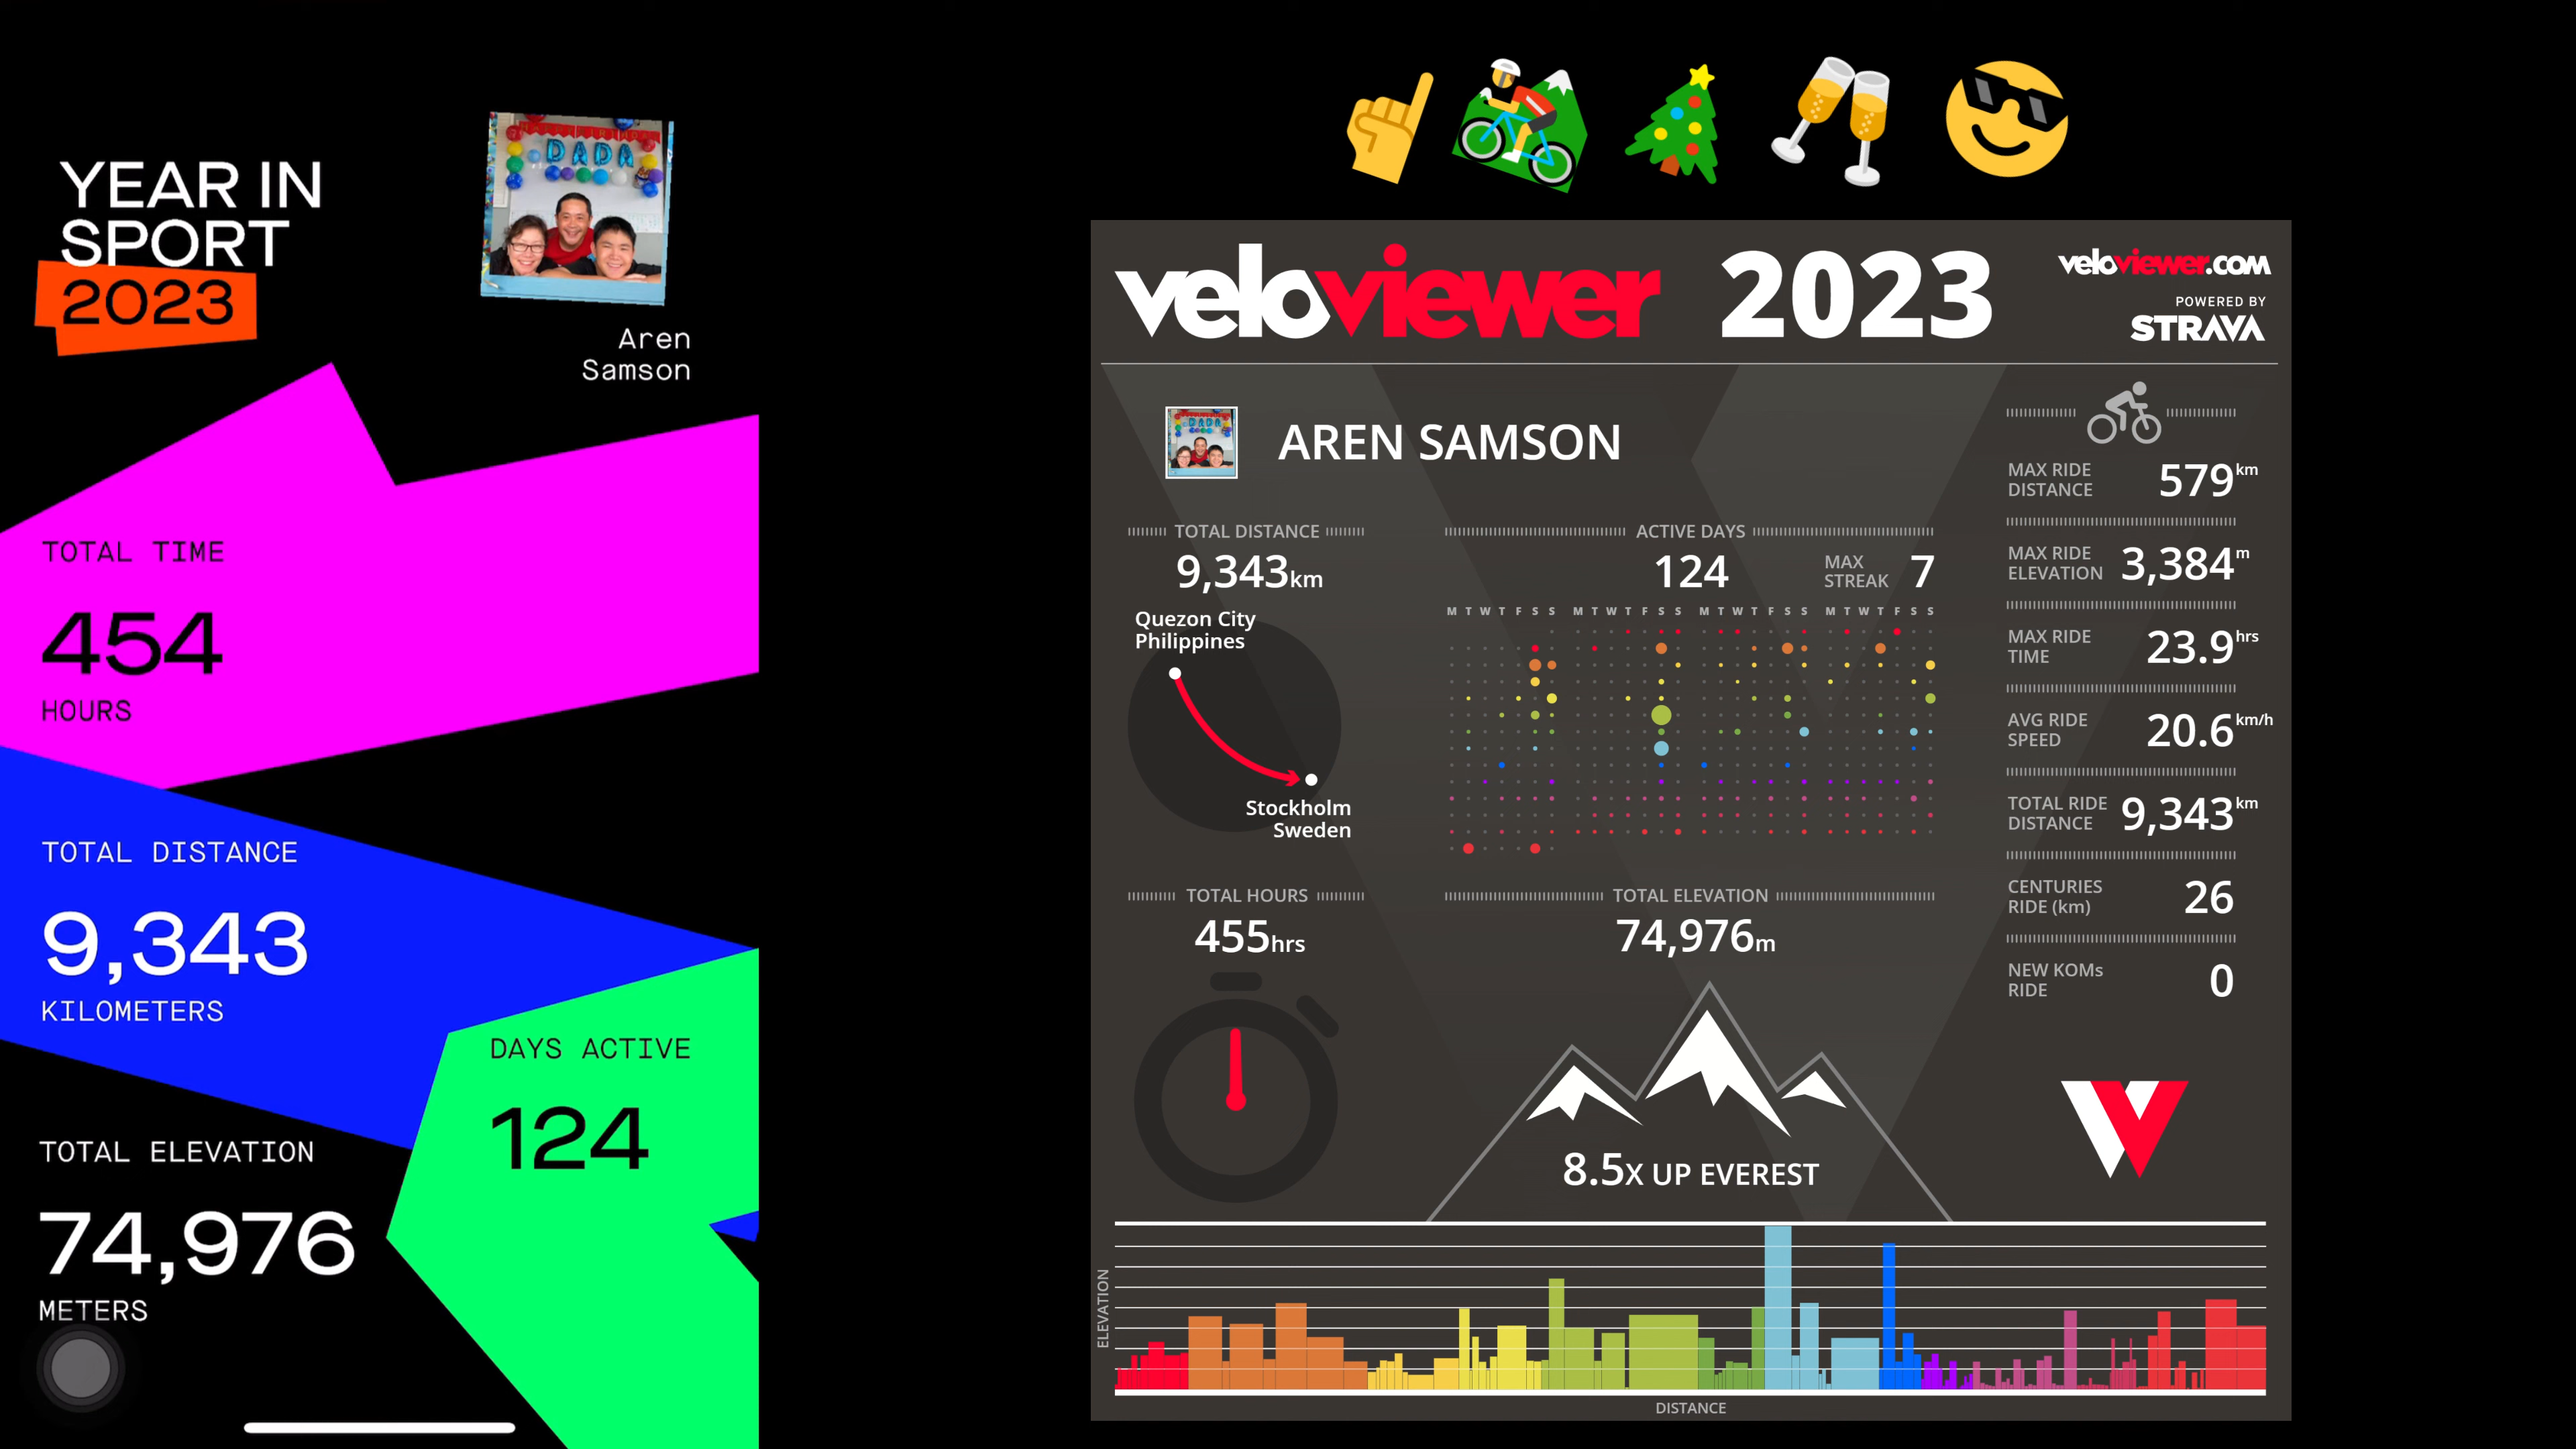 YEAR IN
SPORT
2023
DADA
Aren
Samson
TOTAL TIME
454
HOURS
TOTAL DISTANCE
9,343
KILOMETERS
DAYS ACTIVE
124
TOTAL ELEVATION
74,976
METERS
veloviewer 2023
veloviewer.com
POWERED BY
STRAVA
AREN SAMSON
TOTAL DISTANCE
9,343km
Quezon City
Philippines
Stockholm
Sweden
ACTIVE DAYS
124
MAX
STREAK 7
M T W T F S S M T W T F S S M T W T F S S M T W T F S S
TOTAL HOURS
455hrs
TOTAL ELEVATION
74,976m
8.5X UP EVEREST
MAX RIDE
DISTANCE 579km
MAX RIDE
ELEVATION 3,384m
MAX RIDE
TIME 23.9hrs
AVG RIDE
SPEED 20.6km/h
TOTAL RIDE
DISTANCE 9,343km
CENTURIES
RIDE (km) 26
NEW KOMs
RIDE 0
ELEVATION
DISTANCE